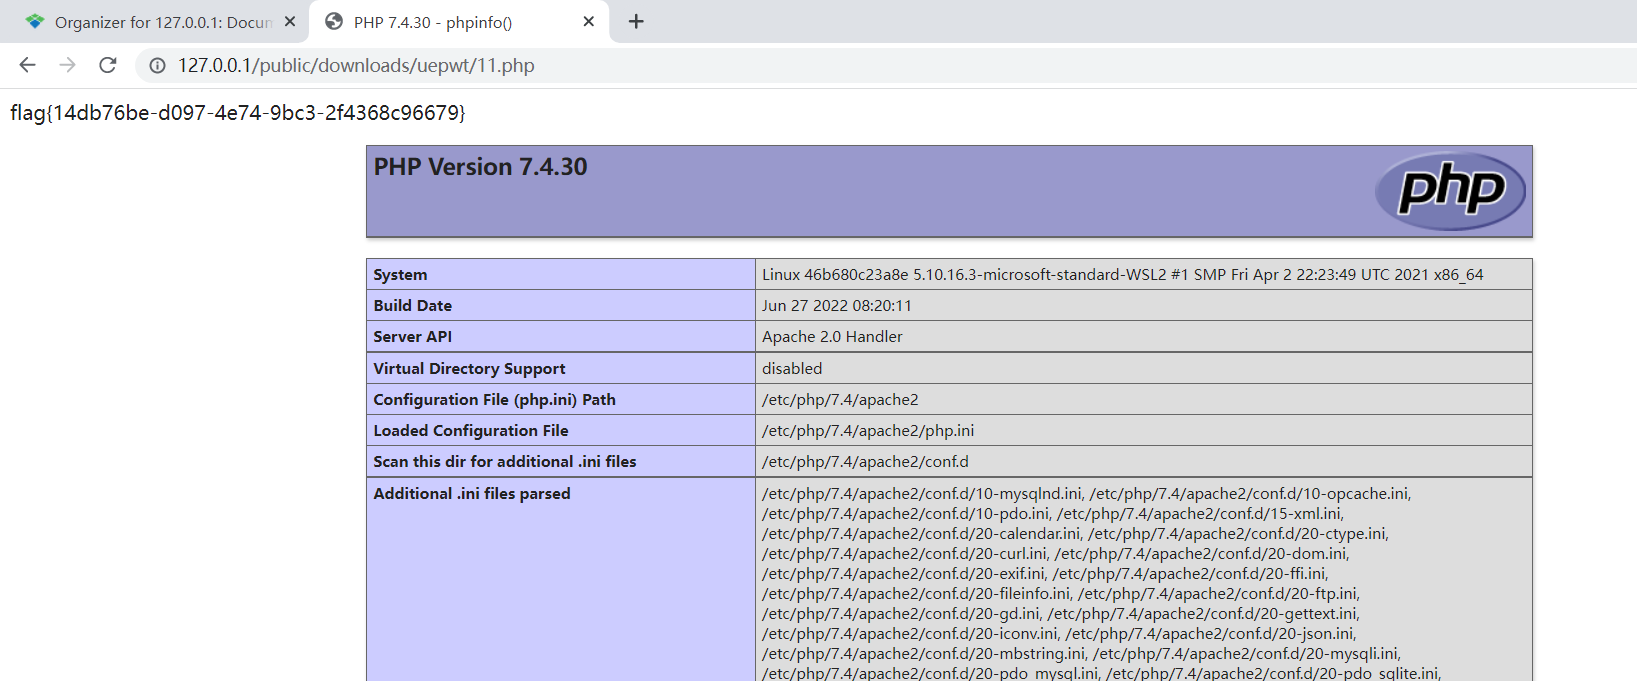 Organizer for 127.0.0.1: Docum
PHP 7.4.30 - phpinfo()
127.0.0.1/public/downloads/uepwt/11.php
flag{14db76be-d097-4e74-9bc3-2f4368c96679}
PHP Version 7.4.30
php
System Linux 46b680c23a8e 5.10.16.3-microsoft-standard-WSL2 #1 SMP Fri Apr 2 22:23:49 UTC 2021 x86_64
Build Date Jun 27 2022 08:20:11
Server API Apache 2.0 Handler
Virtual Directory Support disabled
Configuration File (php.ini) Path /etc/php/7.4/apache2
Loaded Configuration File /etc/php/7.4/apache2/php.ini
Scan this dir for additional .ini files /etc/php/7.4/apache2/conf.d
Additional .ini files parsed /etc/php/7.4/apache2/conf.d/10-mysqlnd.ini, /etc/php/7.4/apache2/conf.d/10-opcache.ini,
/etc/php/7.4/apache2/conf.d/10-pdo.ini, /etc/php/7.4/apache2/conf.d/15-xml.ini,
/etc/php/7.4/apache2/conf.d/20-calendar.ini, /etc/php/7.4/apache2/conf.d/20-ctype.ini,
/etc/php/7.4/apache2/conf.d/20-curl.ini, /etc/php/7.4/apache2/conf.d/20-dom.ini,
/etc/php/7.4/apache2/conf.d/20-exif.ini, /etc/php/7.4/apache2/conf.d/20-ffi.ini,
/etc/php/7.4/apache2/conf.d/20-fileinfo.ini, /etc/php/7.4/apache2/conf.d/20-ftp.ini,
/etc/php/7.4/apache2/conf.d/20-gd.ini, /etc/php/7.4/apache2/conf.d/20-gettext.ini,
/etc/php/7.4/apache2/conf.d/20-iconv.ini, /etc/php/7.4/apache2/conf.d/20-json.ini,
/etc/php/7.4/apache2/conf.d/20-mbstring.ini, /etc/php/7.4/apache2/conf.d/20-mysqli.ini,
/etc/php/7.4/apache2/conf.d/20-pdo_mysql.ini, /etc/php/7.4/apache2/conf.d/20-pdo_sqlite.ini,